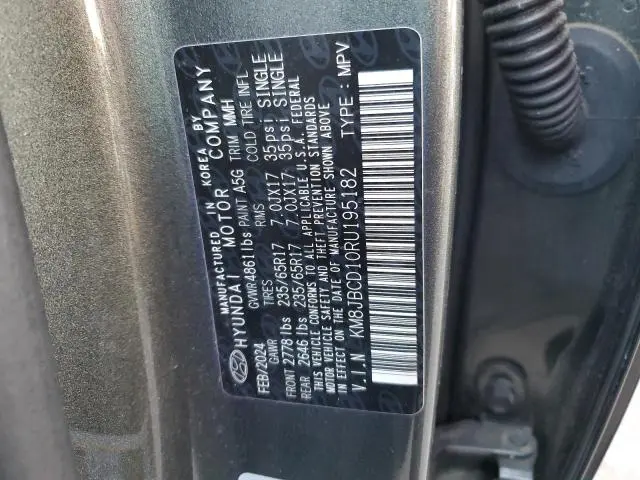 MANUFACTURED IN KOREA BY
HYUNDAI MOTOR COMPANY
FEB/2024 GVWR 4861 lbs PAINT A5G TRIM MMH
GAWR TIRES RIMS COLD TIRE INFL
FRONT 2778 lbs 235/65R17 7.0JX17 35psi SINGLE
REAR 2646 lbs 235/65R17 7.0JX17 35psi SINGLE
THIS VEHICLE CONFORMS TO ALL APPLICABLE U.S.A. FEDERAL
MOTOR VEHICLE SAFETY AND THEFT PREVENTION STANDARDS
IN EFFECT ON THE DATE OF MANUFACTURE SHOWN ABOVE.
V.I.N : KM8JBCD10RU195182 TYPE : MPV